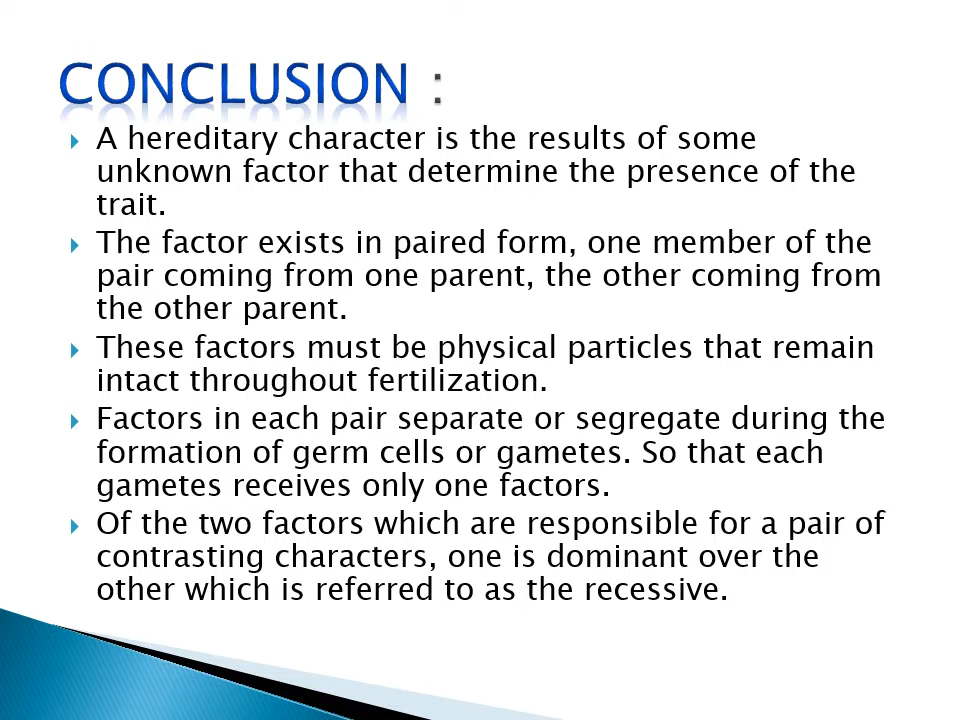 CONCLUSION :
A hereditary character is the results of some
unknown factor that determine the presence of the
trait.
The factor exists in paired form, one member of the
pair coming from one parent, the other coming from
the other parent.
These factors must be physical particles that remain
intact throughout fertilization.
Factors in each pair separate or segregate during the
formation of germ cells or gametes. So that each
gametes receives only one factors.
Of the two factors which are responsible for a pair of
contrasting characters, one is dominant over the
other which is referred to as the recessive.